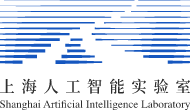 上海人工智能实验室
Shanghai Artificial Intelligence Laboratory